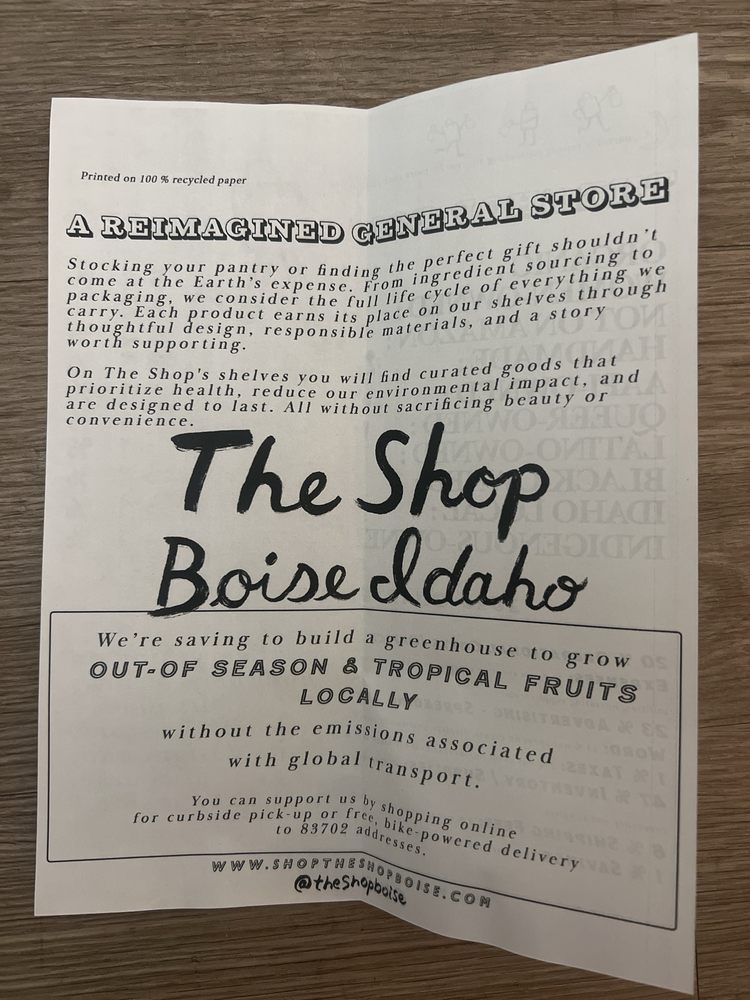 Printed on 100 % recycled paper
A REIMAGINED GENERAL STORE
Stocking your pantry or finding the perfect gift shouldn't
come at the Earth's expense. From ingredient sourcing to
packaging, we consider the full life cycle of everything we
carry. Each product earns its place on our shelves through
thoughtful design, responsible materials, and a story
worth supporting.
On The Shop's shelves you will find curated goods that
prioritize health, reduce our environmental impact, and
are designed to last. All without sacrificing beauty or
convenience.
The Shop
Boise Idaho
We're saving to build a greenhouse to grow
OUT-OF SEASON & TROPICAL FRUITS
LOCALLY
without the emissions associated
with global transport.
You can support us by shopping online
for curbside pick-up or free, bike-powered delivery
to 83702 addresses.
WWW.SHOPTHESHOPBOISE.COM
@theShopboise